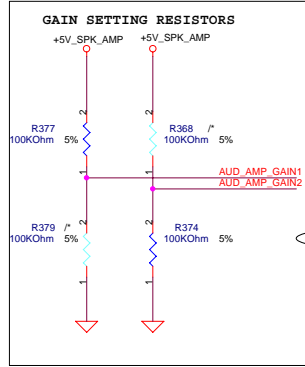 GAIN SETTING RESISTORS
+5V_SPK_AMP +5V_SPK_AMP
2 2
R377 R368 /*
100KOhm 5% 100KOhm 5%
1 1
AUD_AMP_GAIN1
AUD_AMP_GAIN2
2 2
R379 /* R374
100KOhm 5% 100KOhm 5%
1 1